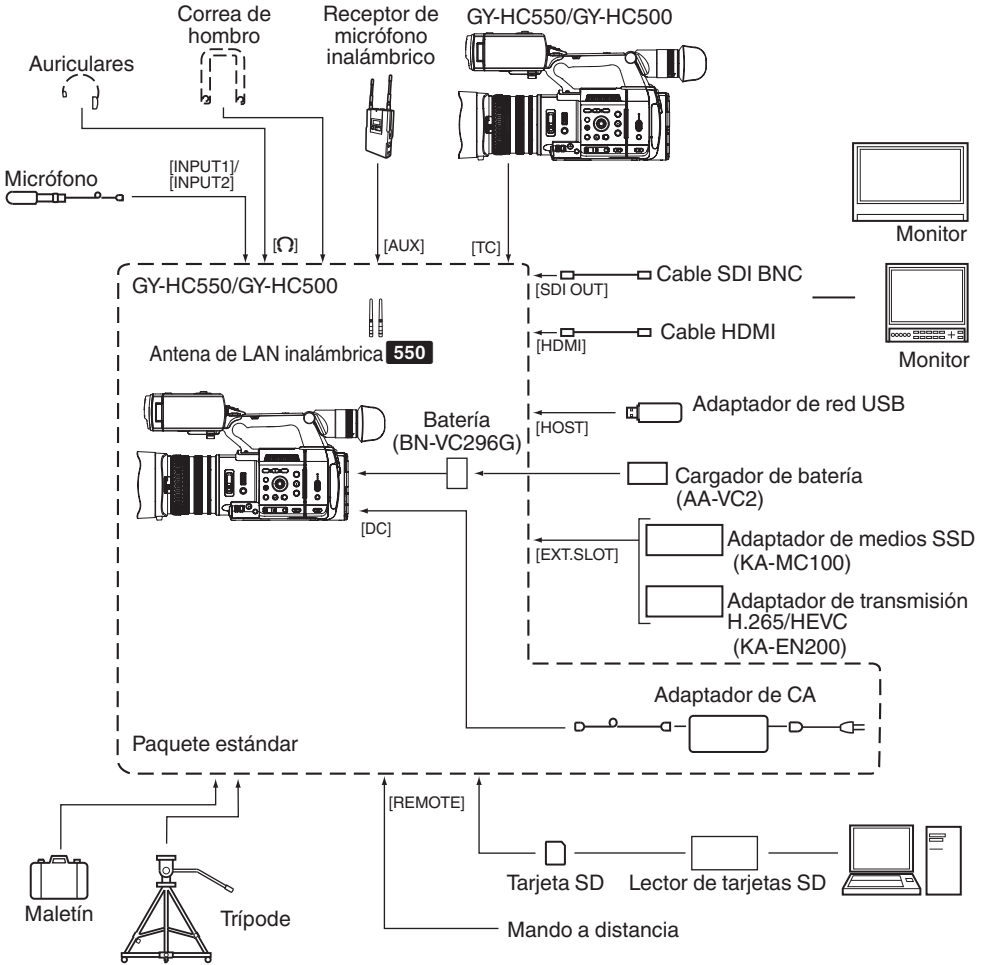 Correa de
hombro
Receptor de
micrófono
inalámbrico
GY-HC550/GY-HC500
Auriculares
[INPUT1]/
[INPUT2]
Micrófono
[AUX]
[TC]
Monitor
GY-HC550/GY-HC500
[SDI OUT]
Cable SDI BNC
Antena de LAN inalámbrica 550
[HDMI]
Cable HDMI
Monitor
Batería
(BN-VC296G)
[HOST]
Adaptador de red USB
Cargador de batería
(AA-VC2)
[DC]
[EXT.SLOT]
Adaptador de medios SSD
(KA-MC100)
Adaptador de transmisión
H.265/HEVC
(KA-EN200)
Adaptador de CA
Paquete estándar
[REMOTE]
Maletín
Trípode
Tarjeta SD
Lector de tarjetas SD
Mando a distancia